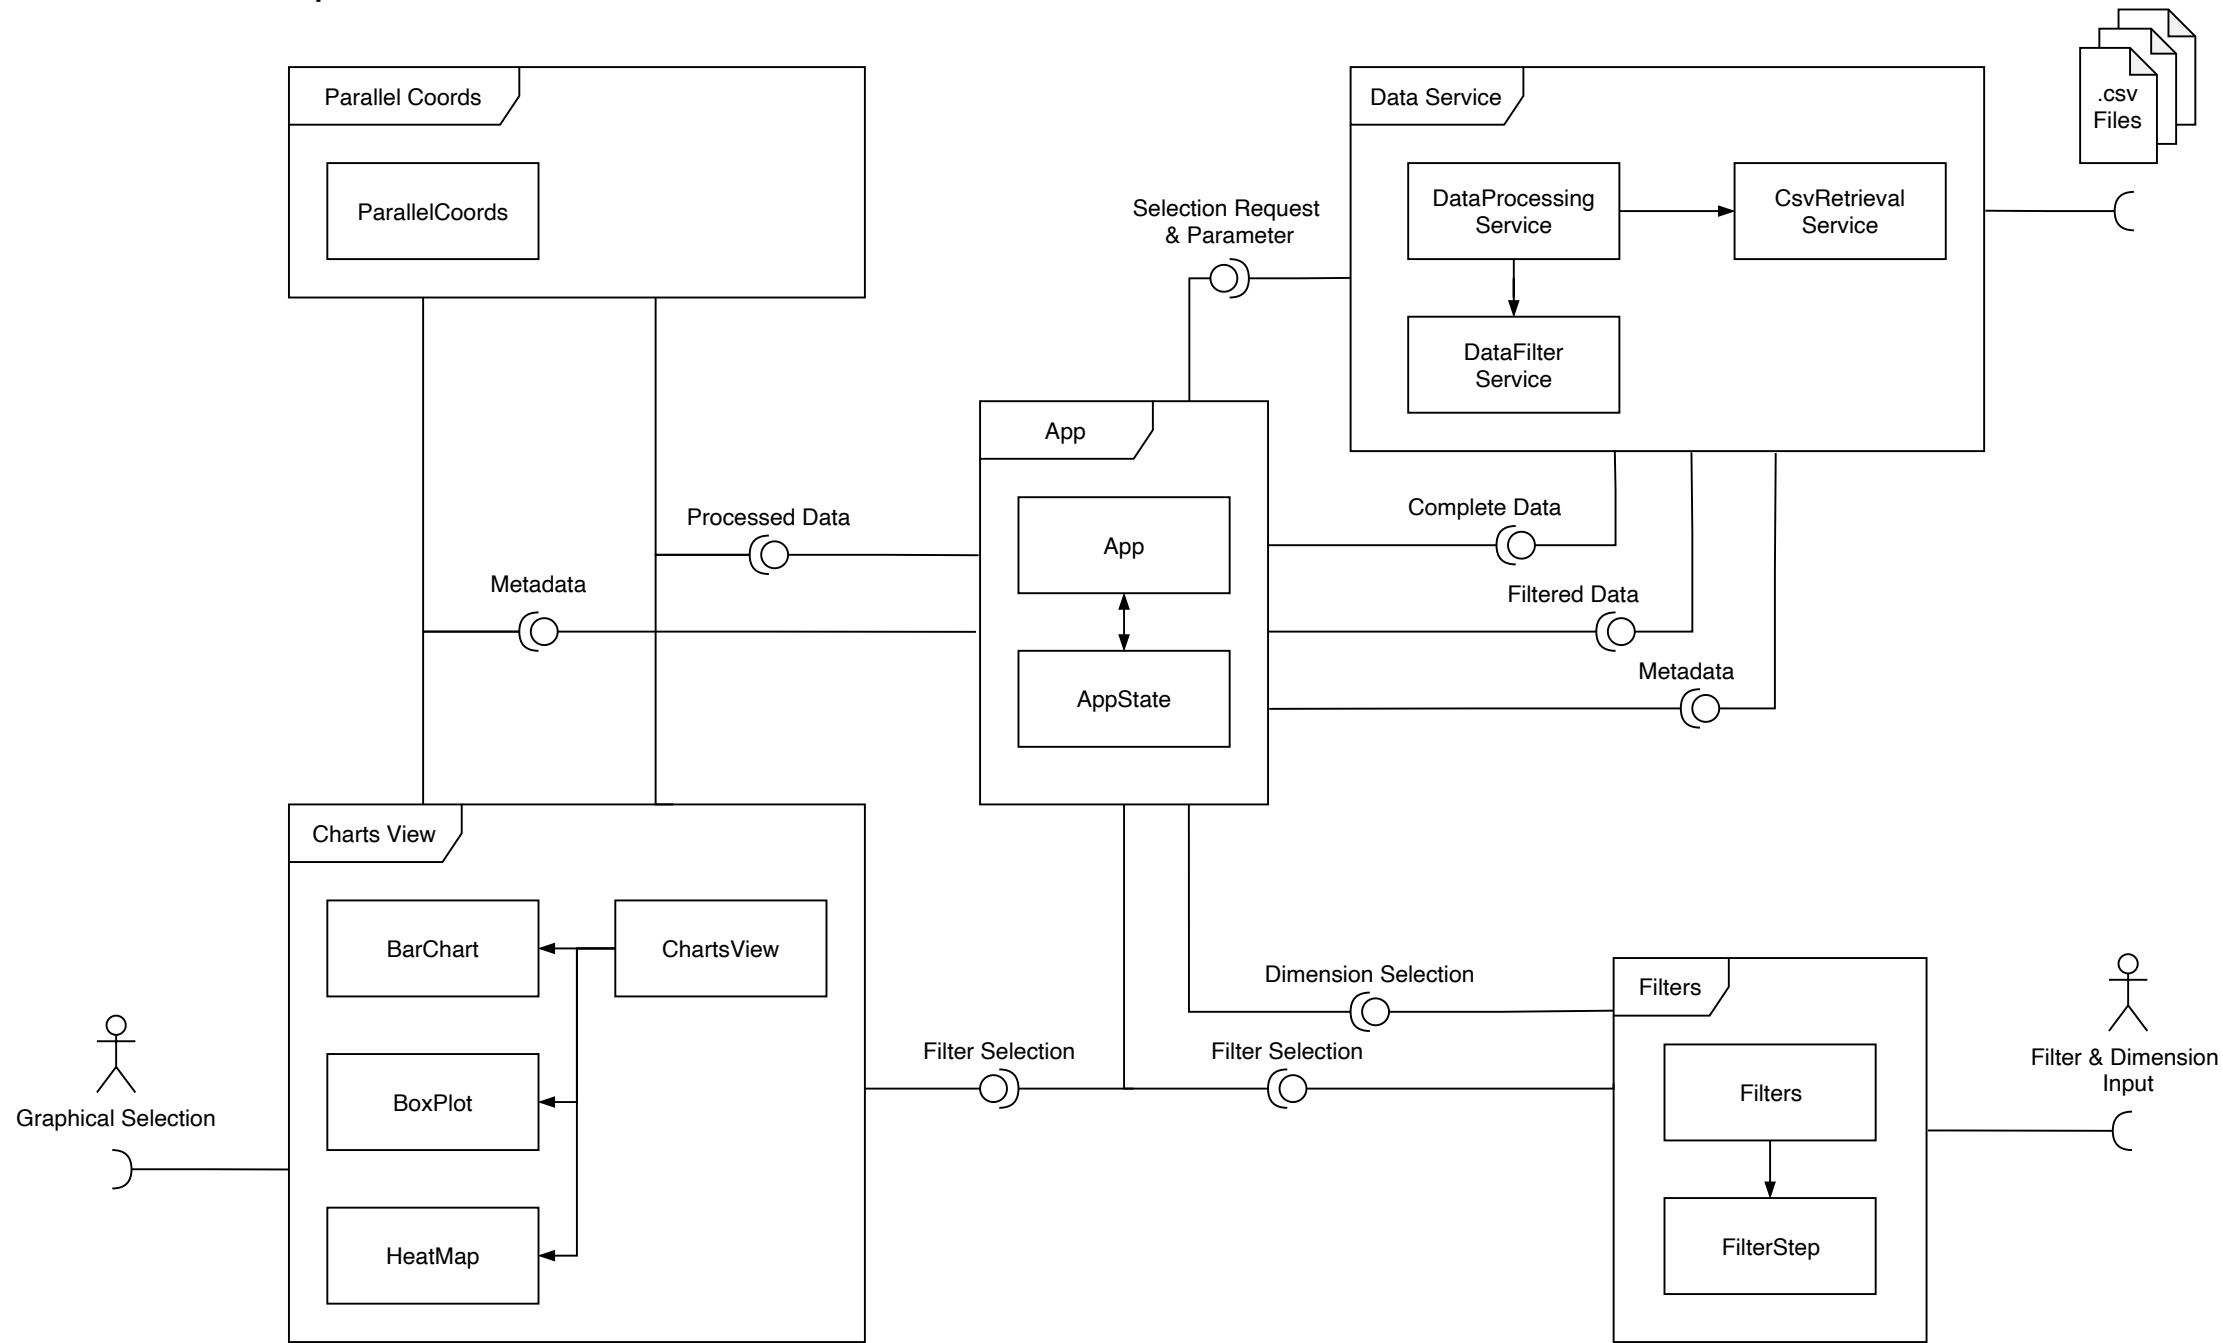 Parallel Coords
ParallelCoords
Data Service
DataProcessing
Service
CsvRetrieval
Service
DataFilter
Service
.csv
Files
Selection Request
& Parameter
App
App
AppState
Processed Data
Metadata
Complete Data
Filtered Data
Metadata
Charts View
BarChart
ChartsView
BoxPlot
HeatMap
Graphical Selection
Filter Selection
Dimension Selection
Filter Selection
Filters
Filters
FilterStep
Filter & Dimension
Input